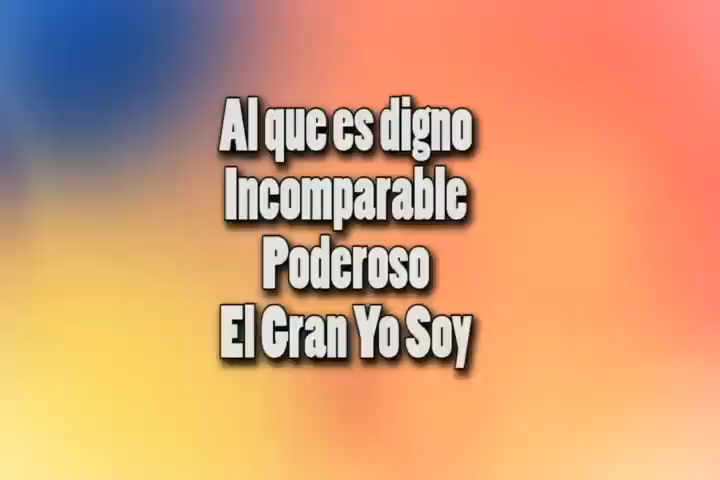 Al que es digno
Incomparable
Poderoso
El Gran Yo Soy